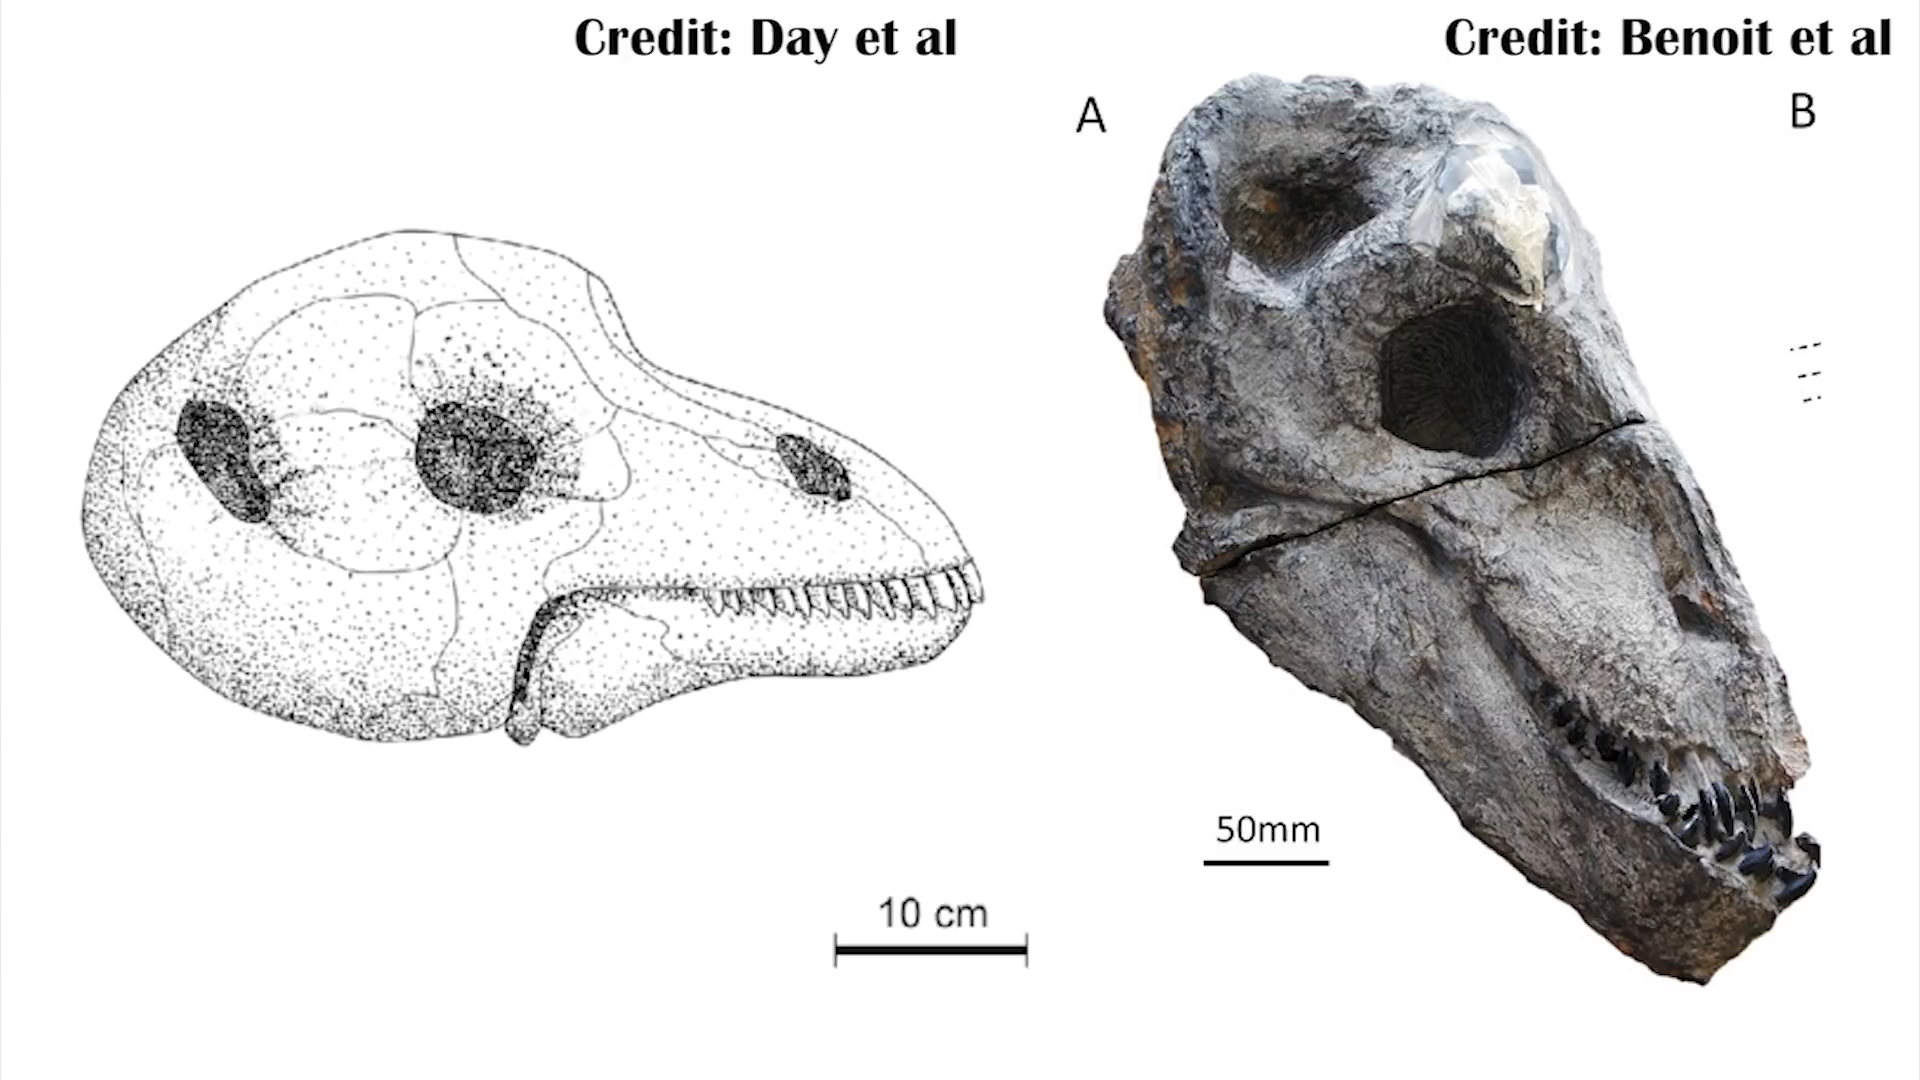 Credit: Day et al
Credit: Benoit et al
A
B
50mm
10 cm